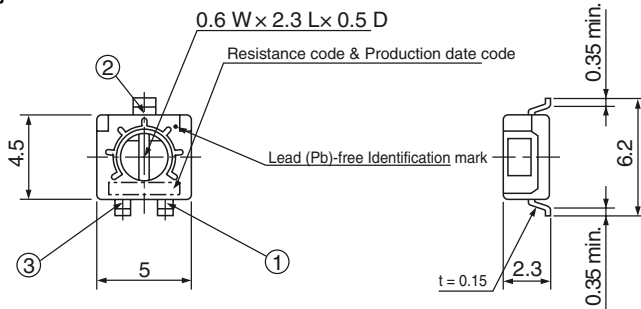 0.6 W × 2.3 L× 0.5 D
Resistance code & Production date code
②
Lead (Pb)-free Identification mark
4.5
③
①
5
0.35 min.
6.2
t = 0.15
2.3
0.35 min.